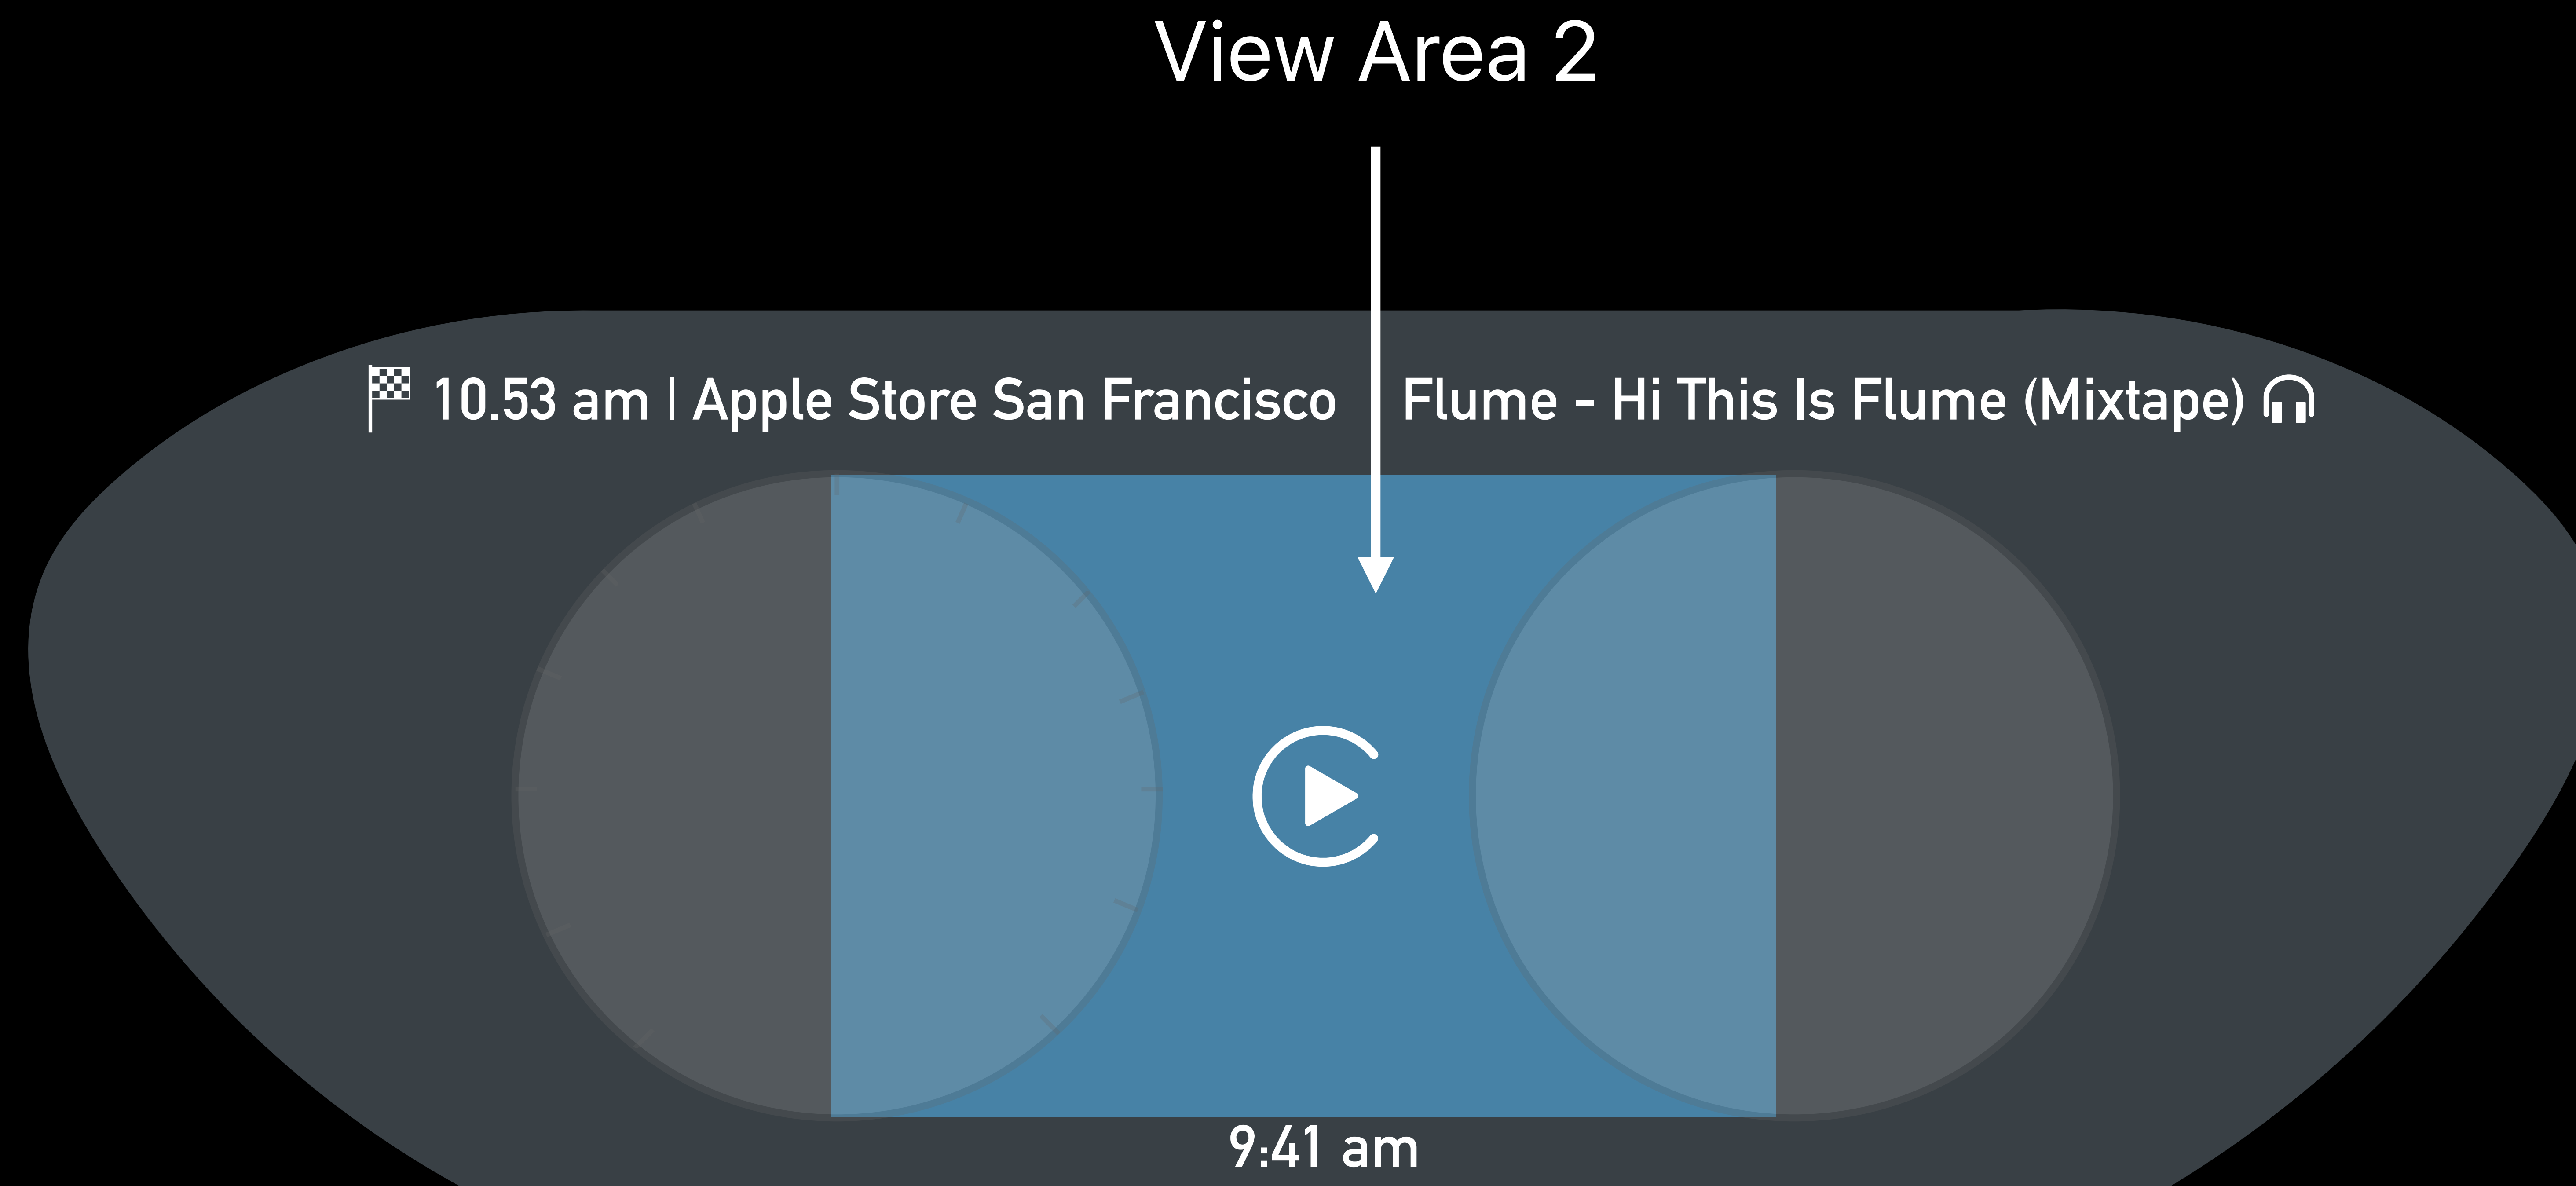 View Area 2
10.53 am | Apple Store San Francisco
Flume - Hi This Is Flume (Mixtape)
9:41 am